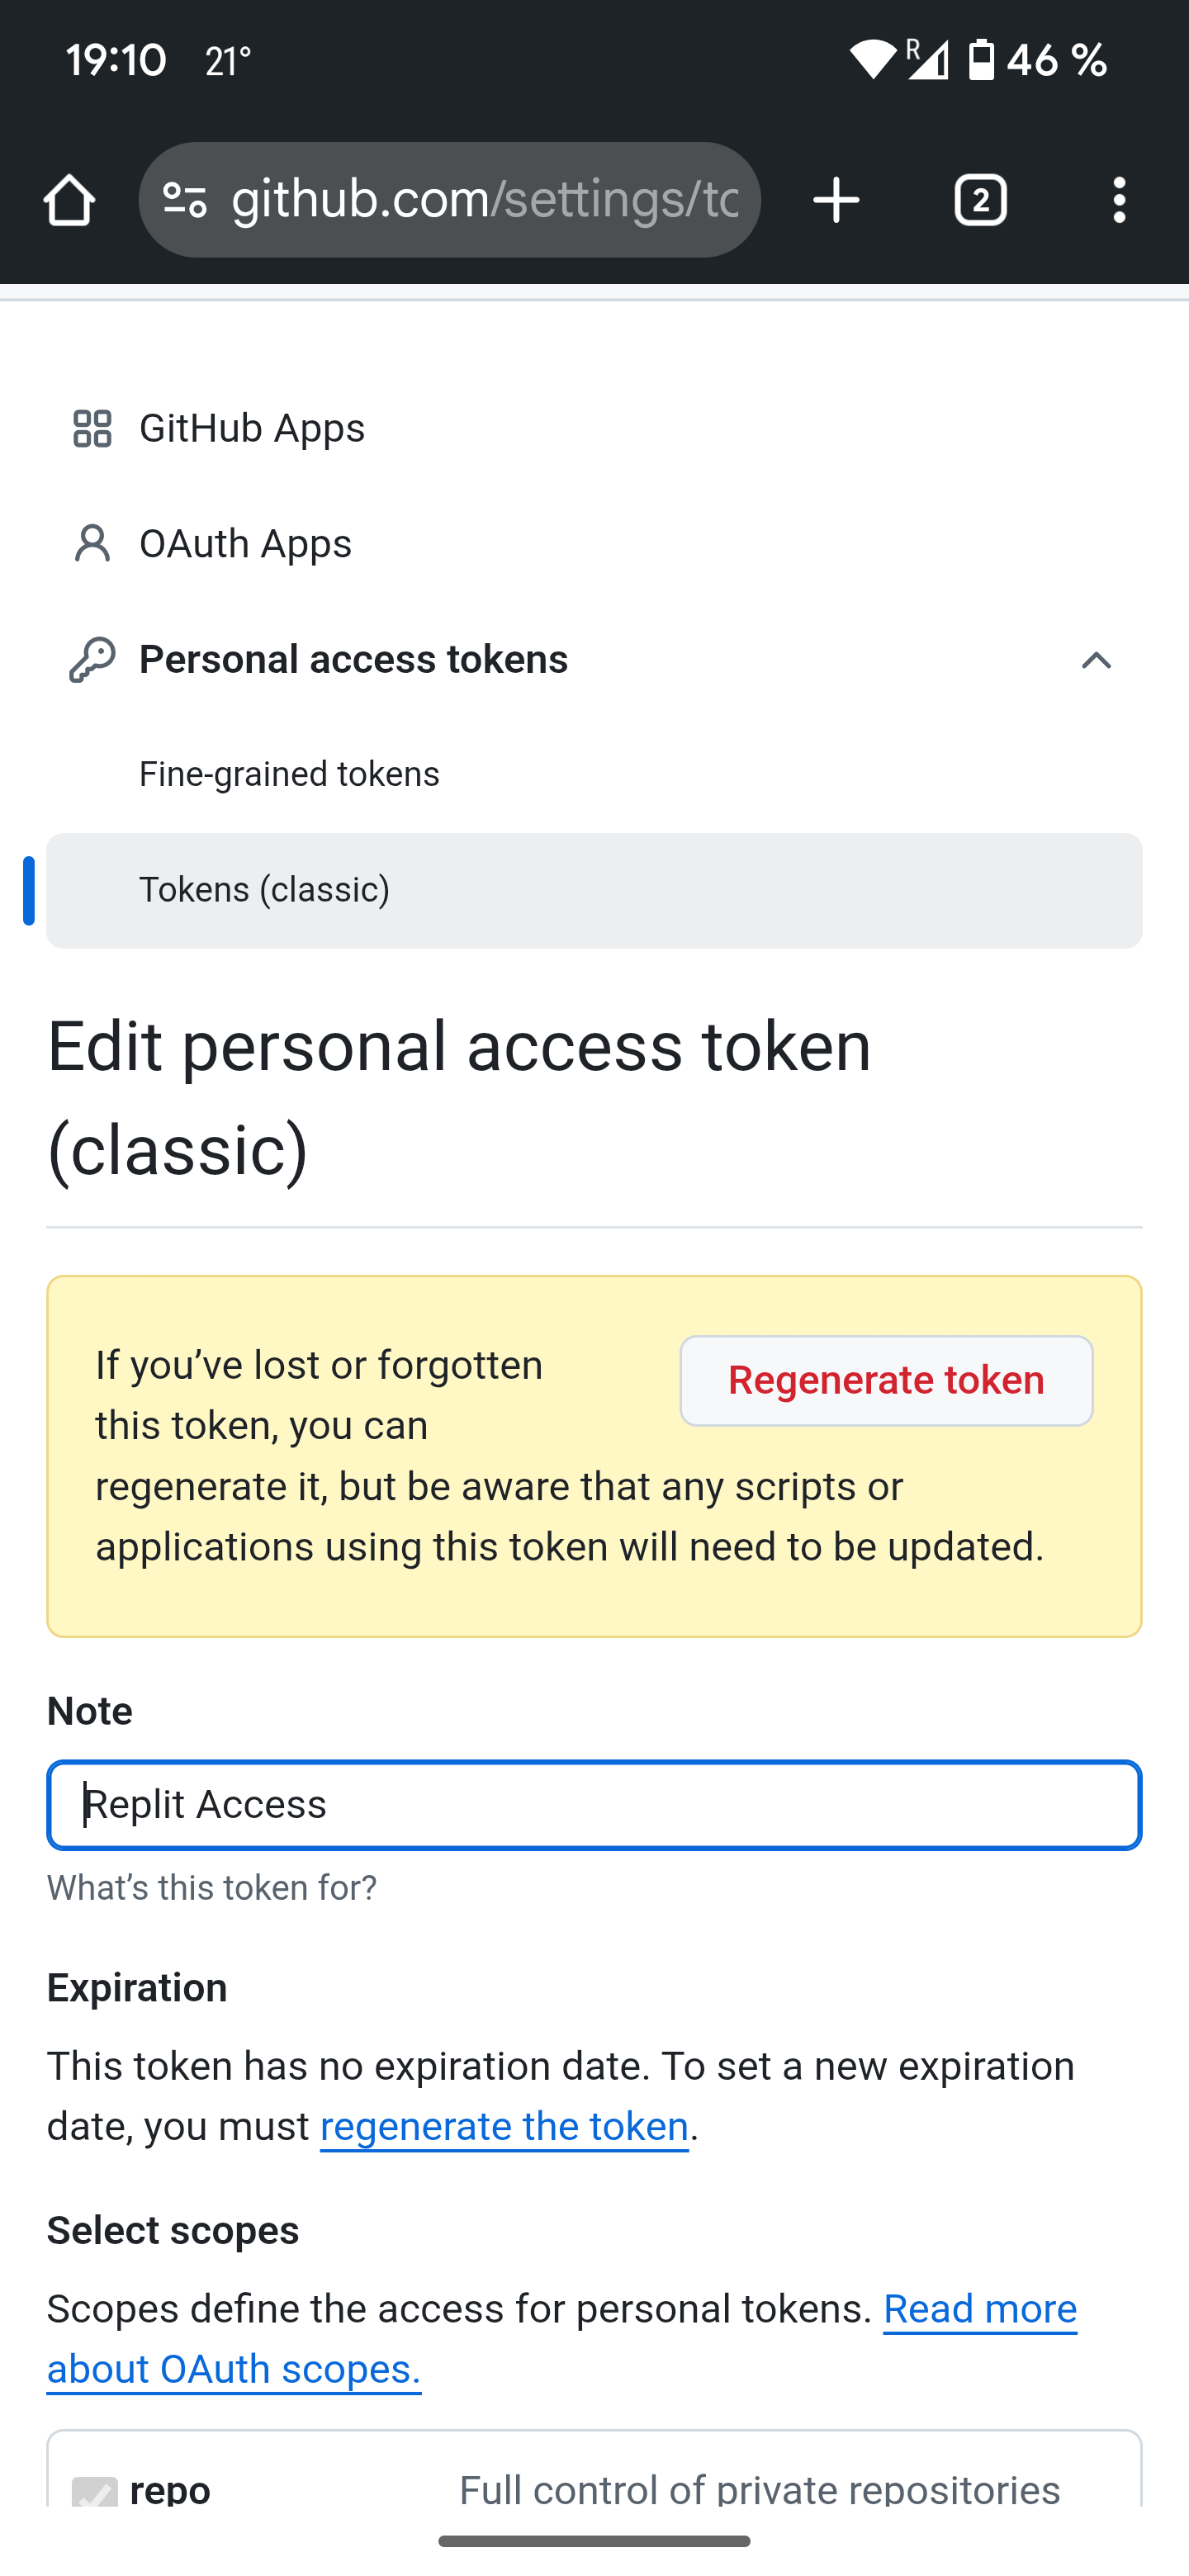 19:10 21° R 46 %
github.com/settings/to
2
GitHub Apps
OAuth Apps
Personal access tokens
Fine-grained tokens
Tokens (classic)
Edit personal access token
(classic)
If you’ve lost or forgotten
this token, you can
regenerate it, but be aware that any scripts or
applications using this token will need to be updated.
Regenerate token
Note
Replit Access
What’s this token for?
Expiration
This token has no expiration date. To set a new expiration
date, you must regenerate the token.
Select scopes
Scopes define the access for personal tokens. Read more
about OAuth scopes.
repo Full control of private repositories